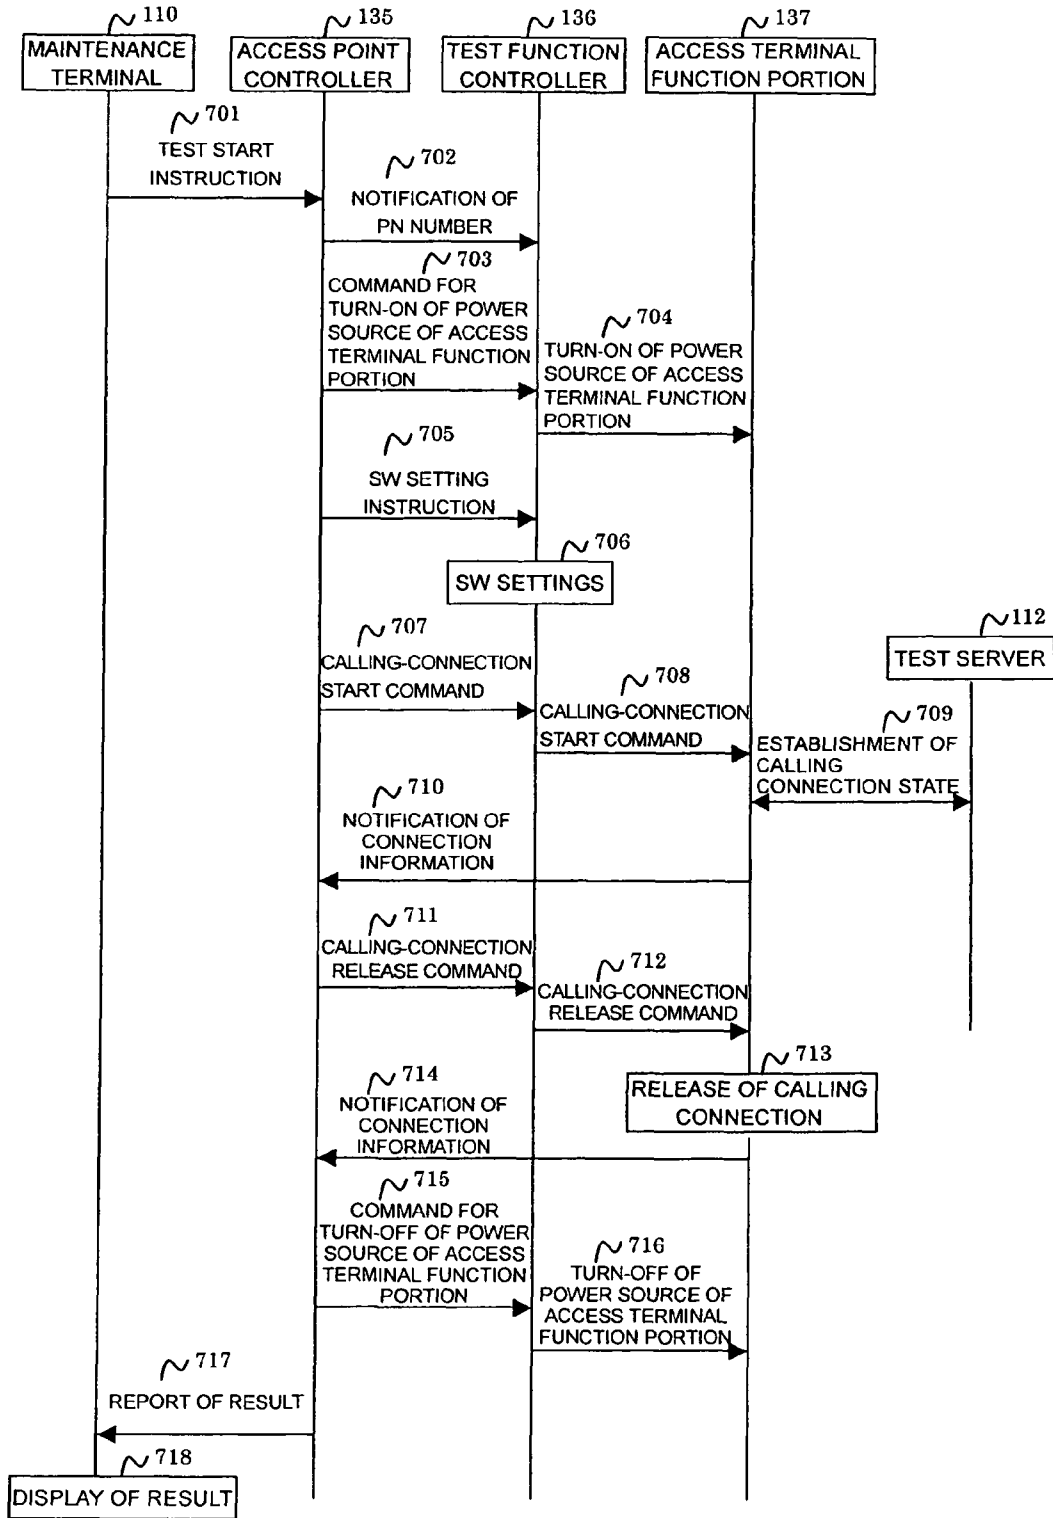 110
135
136
137
MAINTENANCE
TERMINAL
ACCESS POINT
CONTROLLER
TEST FUNCTION
CONTROLLER
ACCESS TERMINAL
FUNCTION PORTION
701
TEST START
INSTRUCTION
702
NOTIFICATION OF
PN NUMBER
703
COMMAND FOR
TURN-ON OF POWER
SOURCE OF ACCESS
TERMINAL FUNCTION
PORTION
704
TURN-ON OF POWER
SOURCE OF ACCESS
TERMINAL FUNCTION
PORTION
705
SW SETTING
INSTRUCTION
706
SW SETTINGS
112
TEST SERVER
707
CALLING-CONNECTION
START COMMAND
708
CALLING-CONNECTION
START COMMAND
709
ESTABLISHMENT OF
CALLING
CONNECTION STATE
710
NOTIFICATION OF
CONNECTION
INFORMATION
711
CALLING-CONNECTION
RELEASE COMMAND
712
CALLING-CONNECTION
RELEASE COMMAND
713
RELEASE OF CALLING
CONNECTION
714
NOTIFICATION OF
CONNECTION
INFORMATION
715
COMMAND FOR
TURN-OFF OF POWER
SOURCE OF ACCESS
TERMINAL FUNCTION
PORTION
716
TURN-OFF OF
POWER SOURCE OF
ACCESS TERMINAL
FUNCTION PORTION
717
REPORT OF RESULT
718
DISPLAY OF RESULT